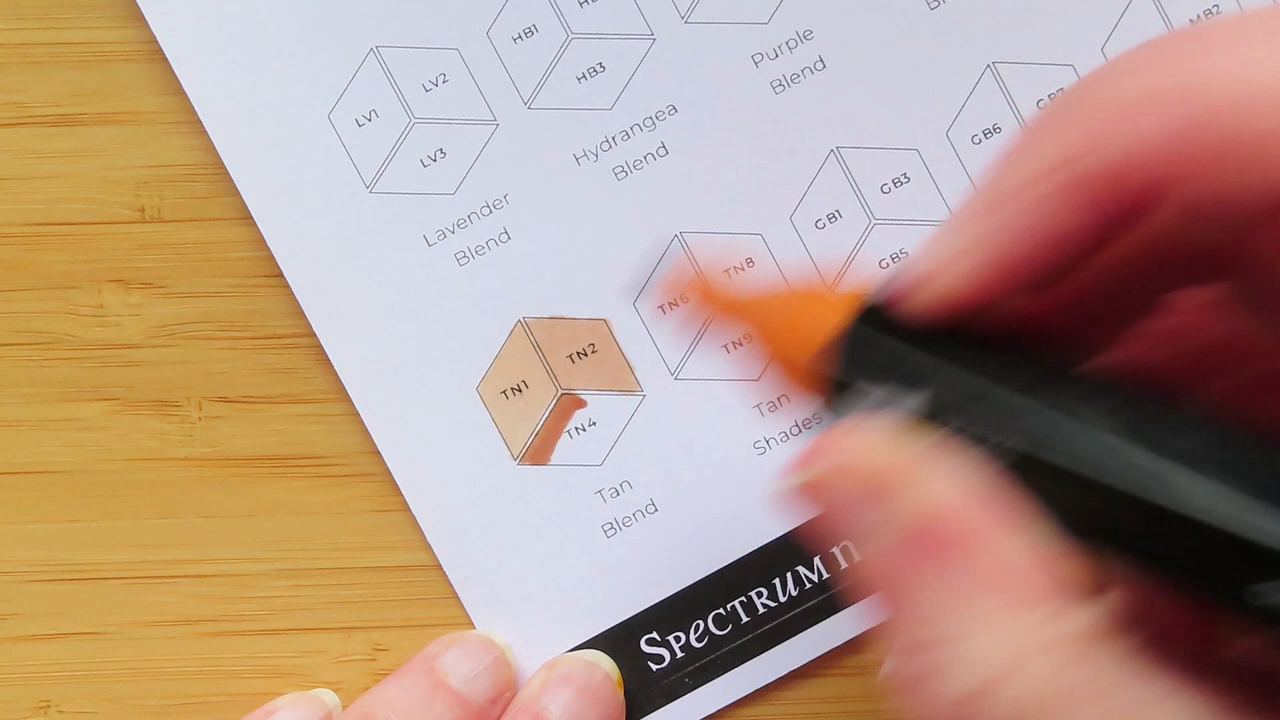 LV1
LV2
LV3
Lavender
Blend
HB1
HB3
Hydrangea
Blend
Purple
Blend
MB2
GB6
GB1
GB3
GB5
TN6
TN8
TN9
Tan
Shades
TN1
TN2
TN4
Tan
Blend
SPeCTRUM n